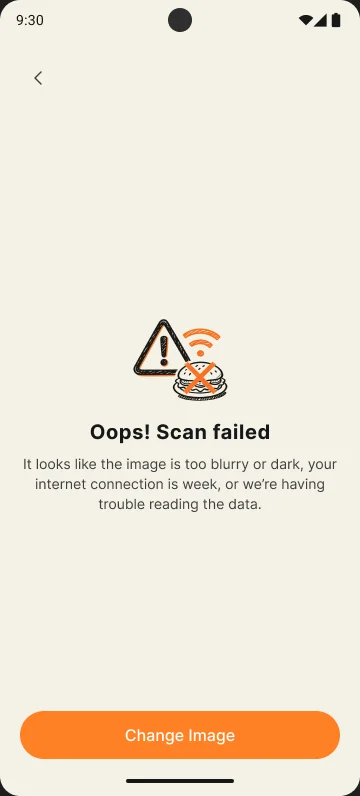 9:30
Oops! Scan failed
It looks like the image is too blurry or dark, your
internet connection is week, or we’re having
trouble reading the data.
Change Image